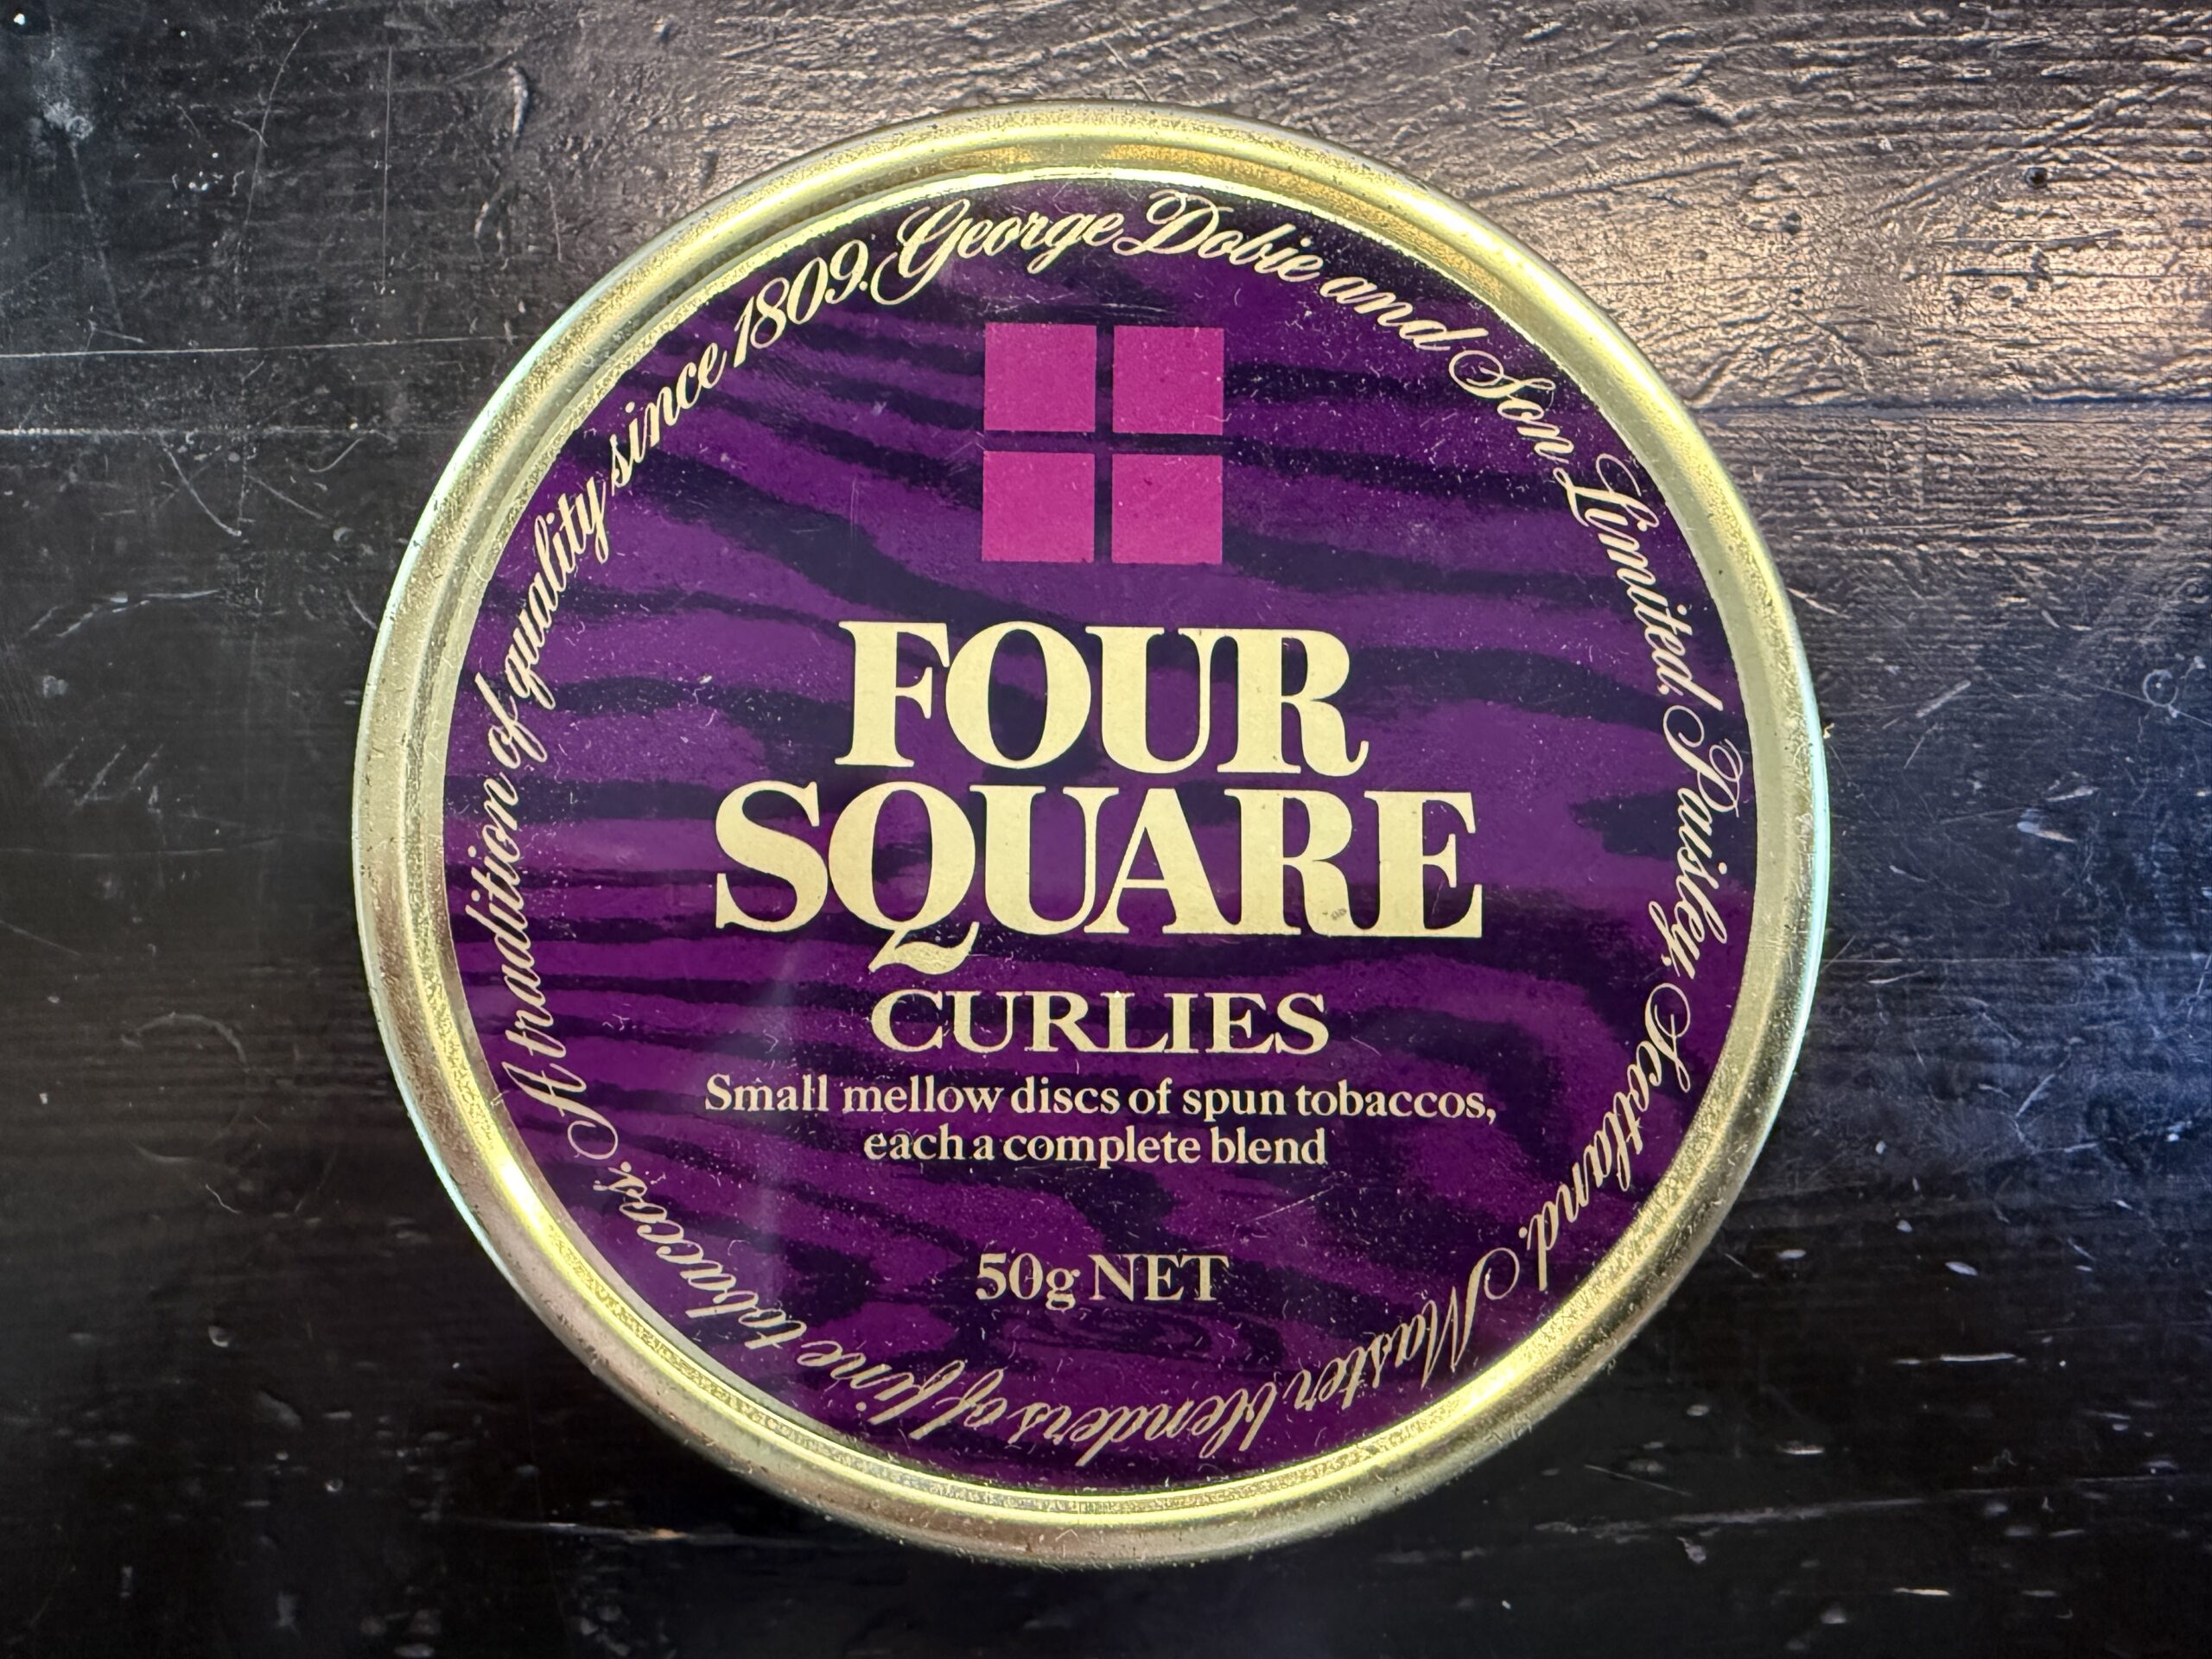 George Dobie and Son Limited. Paisley, Scotland. Master blenders of fine tobaccos. A tradition of quality since 1809.
FOUR
SQUARE
CURLIES
Small mellow discs of spun tobaccos,
each a complete blend
50g NET